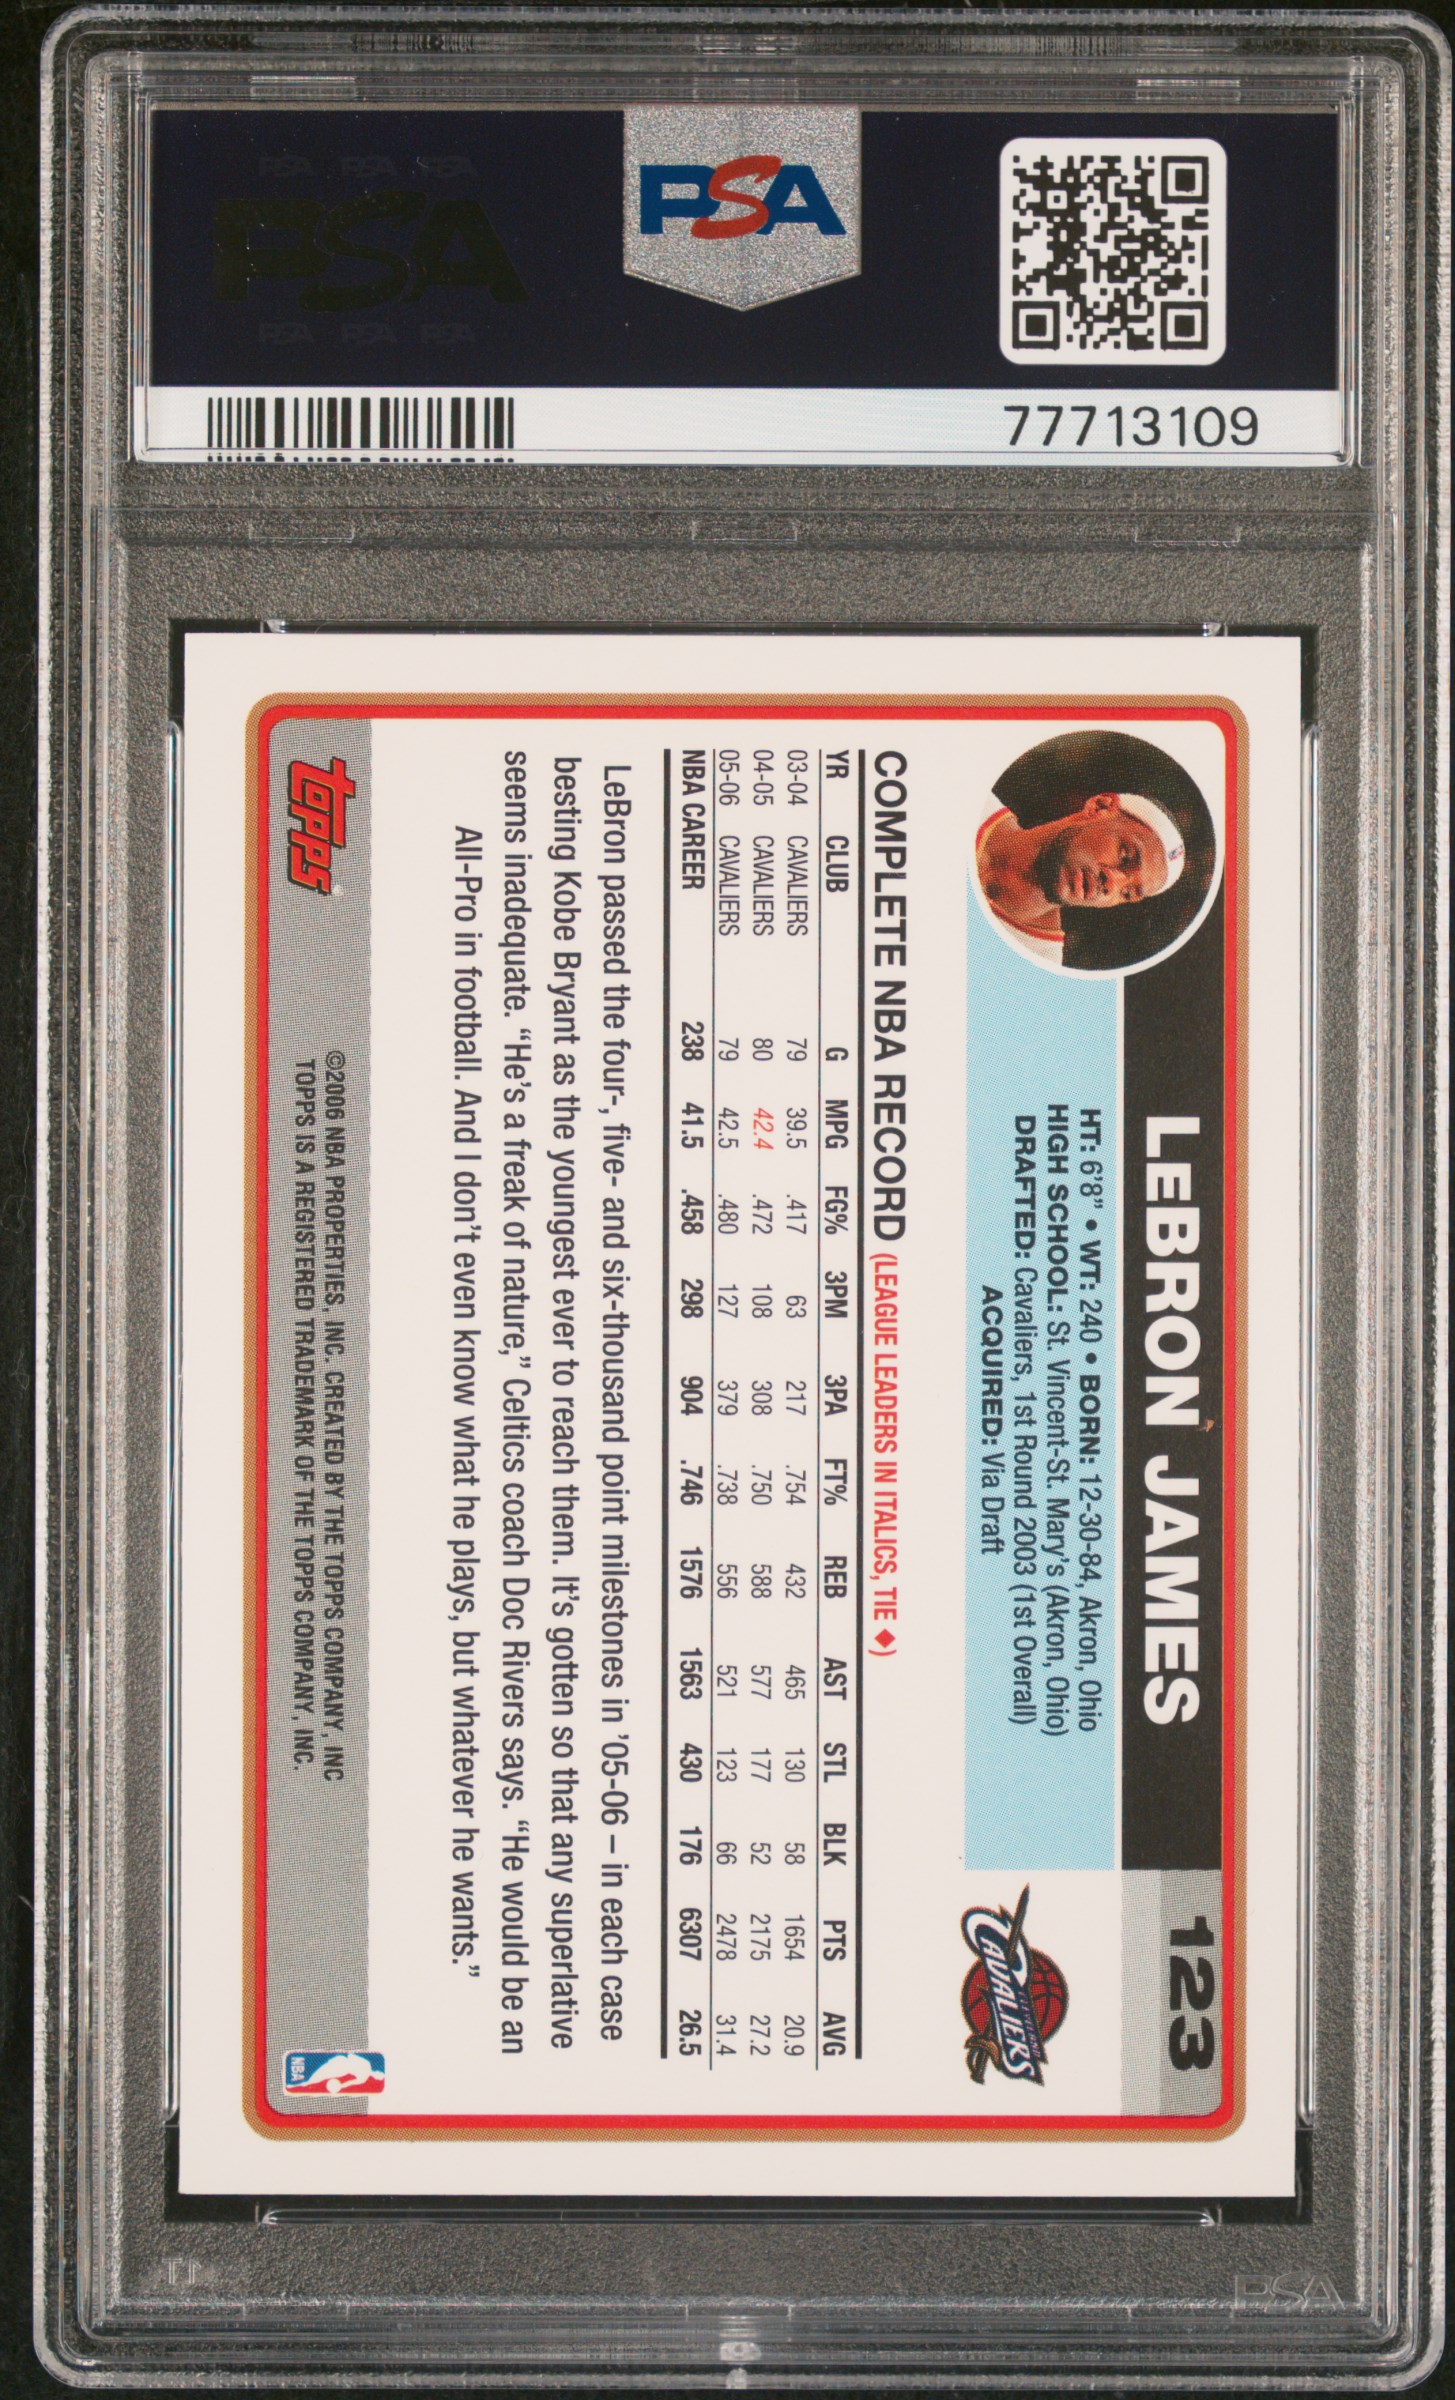 PSA PSA PSA
PSA
PSA PSA PSA
PSA
77713109
LEBRON JAMES
123
HT: 6'8" • WT: 240 • BORN: 12-30-84, Akron, Ohio
HIGH SCHOOL: St. Vincent-St. Mary's (Akron, Ohio)
DRAFTED: Cavaliers, 1st Round 2003 (1st Overall)
ACQUIRED: Via Draft
CAVALIERS
COMPLETE NBA RECORD (LEAGUE LEADERS IN ITALICS, TIE ♦)
YR CLUB G MPG FG% 3PM 3PA FT% REB AST STL BLK PTS AVG
03-04 CAVALIERS 79 39.5 .417 63 217 .754 432 465 130 58 1654 20.9
04-05 CAVALIERS 80 42.4 .472 108 308 .750 588 577 177 52 2175 27.2
05-06 CAVALIERS 79 42.5 .480 127 379 .738 556 521 123 66 2478 31.4
NBA CAREER 238 41.5 .458 298 904 .746 1576 1563 430 176 6307 26.5
LeBron passed the four-, five- and six-thousand point milestones in '05-06 – in each case
besting Kobe Bryant as the youngest ever to reach them. It's gotten so that any superlative
seems inadequate. “He's a freak of nature,” Celtics coach Doc Rivers says. “He would be an
All-Pro in football. And I don't even know what he plays, but whatever he wants.”
topps
©2006 NBA PROPERTIES, INC. CREATED BY THE TOPPS COMPANY, INC
TOPPS IS A REGISTERED TRADEMARK OF THE TOPPS COMPANY, INC.
NBA
PSA